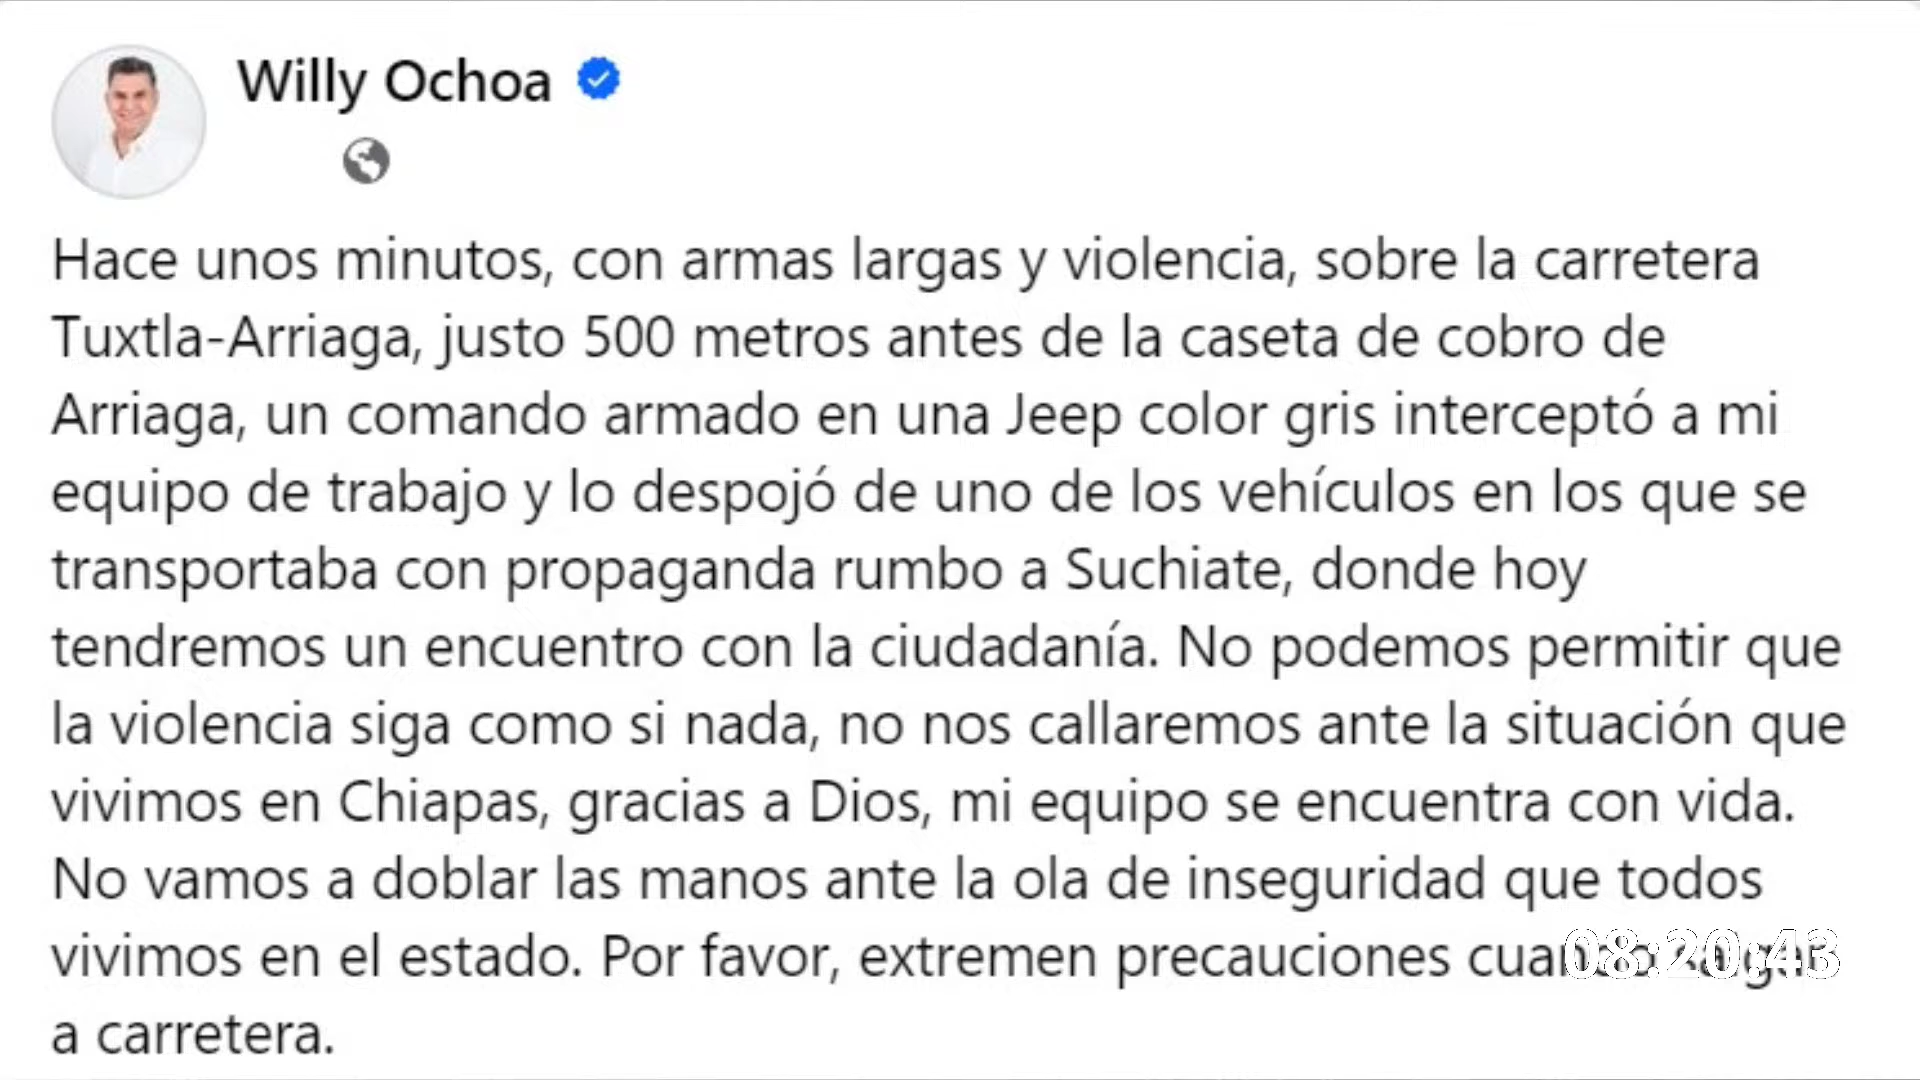 Willy Ochoa
Hace unos minutos, con armas largas y violencia, sobre la carretera
Tuxtla-Arriaga, justo 500 metros antes de la caseta de cobro de
Arriaga, un comando armado en una Jeep color gris interceptó a mi
equipo de trabajo y lo despojó de uno de los vehículos en los que se
transportaba con propaganda rumbo a Suchiate, donde hoy
tendremos un encuentro con la ciudadanía. No podemos permitir que
la violencia siga como si nada, no nos callaremos ante la situación que
vivimos en Chiapas, gracias a Dios, mi equipo se encuentra con vida.
No vamos a doblar las manos ante la ola de inseguridad que todos
vivimos en el estado. Por favor, extremen precauciones
08:20:43
a carretera.